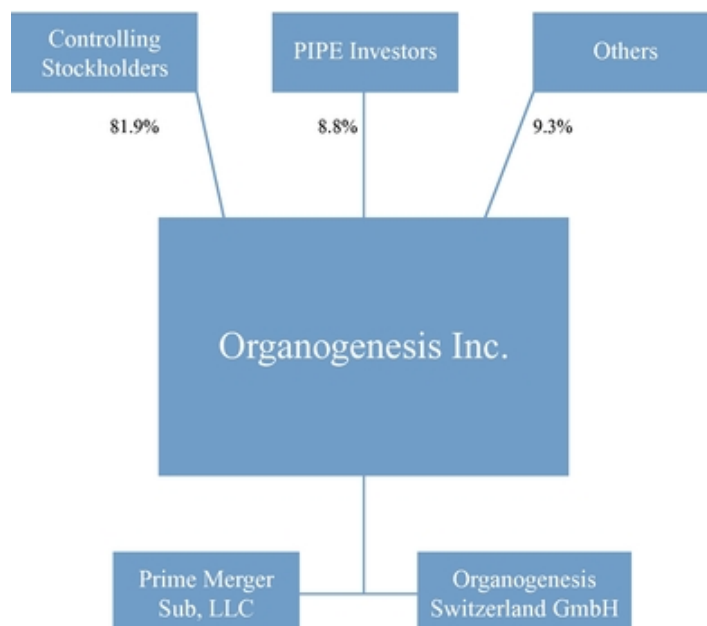 Controlling
Stockholders
PIPE Investors
Others
81.9%
8.8%
9.3%
Organogenesis Inc.
Prime Merger
Sub, LLC
Organogenesis
Switzerland GmbH